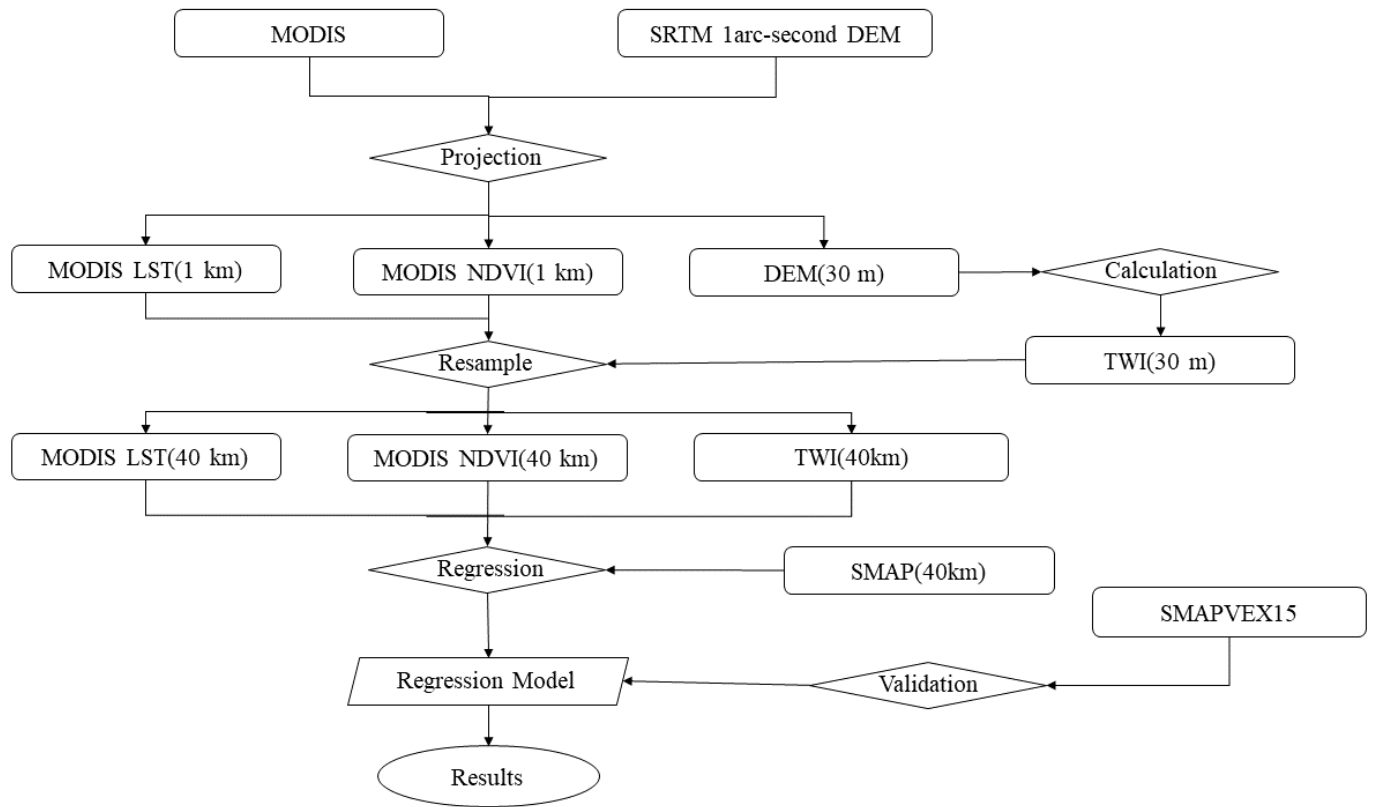 MODIS
SRTM 1arc-second DEM
Projection
MODIS LST(1 km)
MODIS NDVI(1 km)
DEM(30 m)
Calculation
Resample
TWI(30 m)
MODIS LST(40 km)
MODIS NDVI(40 km)
TWI(40km)
Regression
SMAP(40km)
SMAPVEX15
Regression Model
Validation
Results